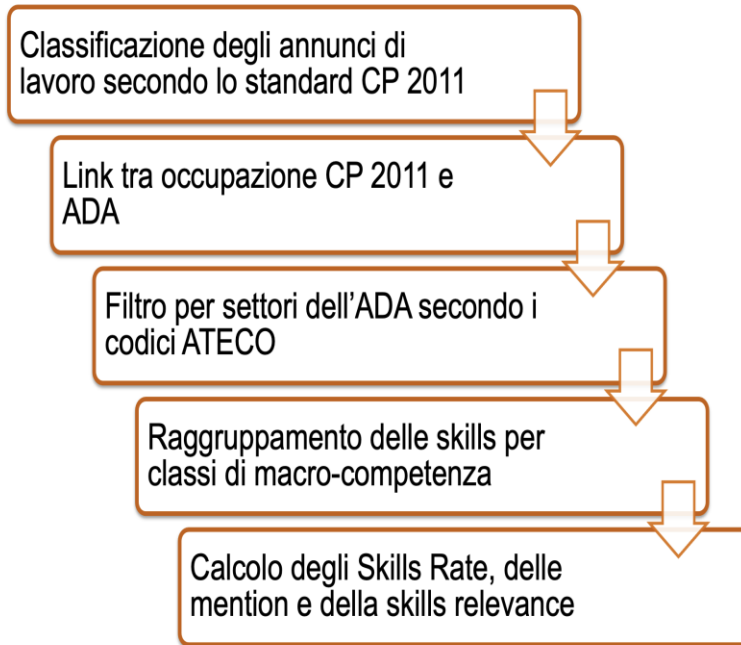 Classificazione degli annunci di
lavoro secondo lo standard CP 2011
Link tra occupazione CP 2011 e
ADA
Filtro per settori dell'ADA secondo i
codici ATECO
Raggruppamento delle skills per
classi di macro-competenza
Calcolo degli Skills Rate, delle
mention e della skills relevance